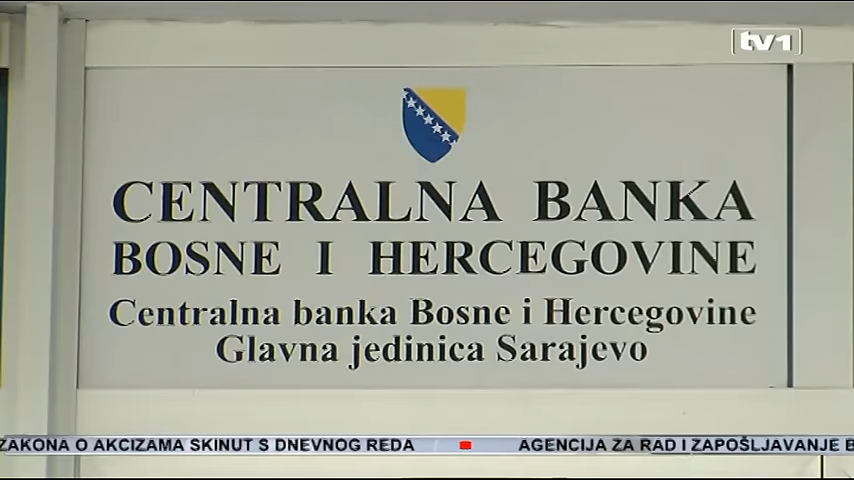 tv1
CENTRALNA BANKA
BOSNE I HERCEGOVINE
Centralna banka Bosne i Hercegovine
Glavna jedinica Sarajevo
ZAKONA O AKCIZAMA SKINUT S DNEVNOG REDA AGENCIJA ZA RAD I ZAPOŠLJAVANJE B